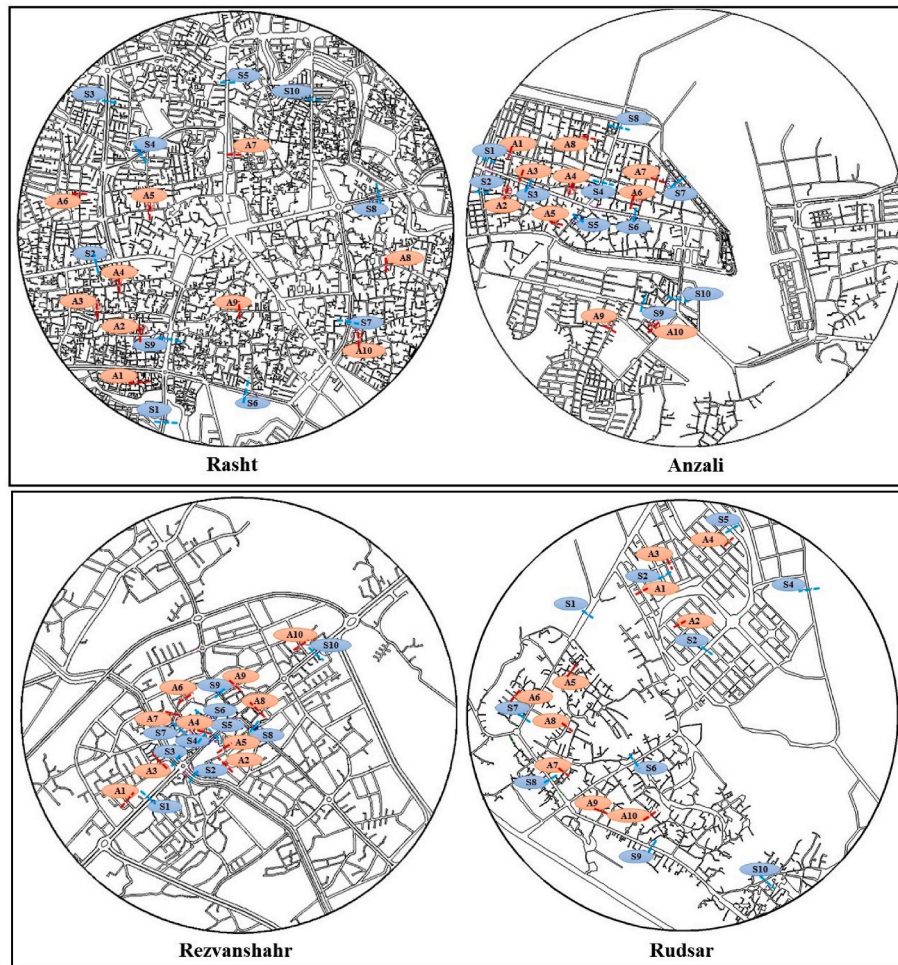 S5
S3
S10
S4
A7
A6
A5
S8
S2
A8
A4
A3
A9
A2
S7
S9
A10
A1
S1
S6
Rasht
S8
S1
A1
A8
A3
A4
A7
S2
S3
S4
A6
S7
A2
A5
S5
S6
S10
S9
A9
A10
Anzali
A10
S10
A9
S9
A6
A8
S6
A7
A4
S5
S7
S4
S8
A5
S3
A2
A3
S2
A1
S1
Rezvanshahr
S5
A4
A3
S2
A1
S4
S1
A2
S2
A5
A6
S7
A8
A7
S6
S8
A9
A10
S9
S10
Rudsar